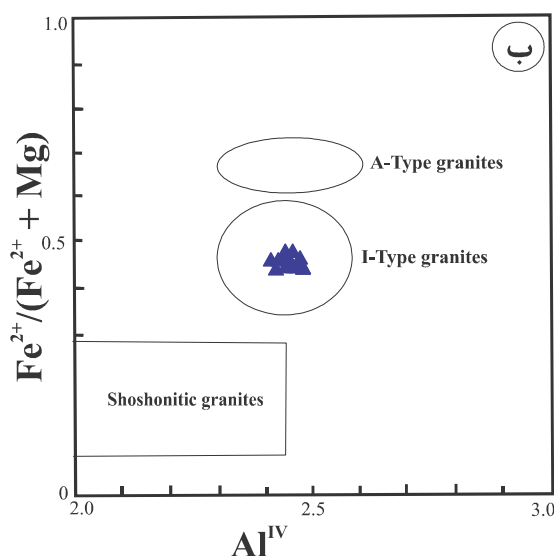 1.0
ب
A-Type granites
Fe²⁺/(Fe²⁺ + Mg)
0.5
I-Type granites
Shoshonitic granites
0
2.0
2.5
3.0
Alᴵⱽ